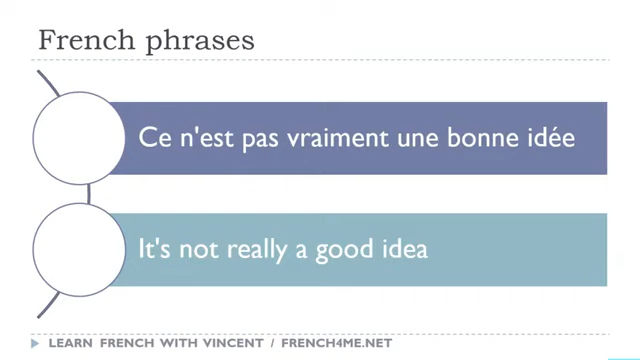 French phrases
Ce n'est pas vraiment une bonne idée
It's not really a good idea
LEARN FRENCH WITH VINCENT / FRENCH4ME.NET